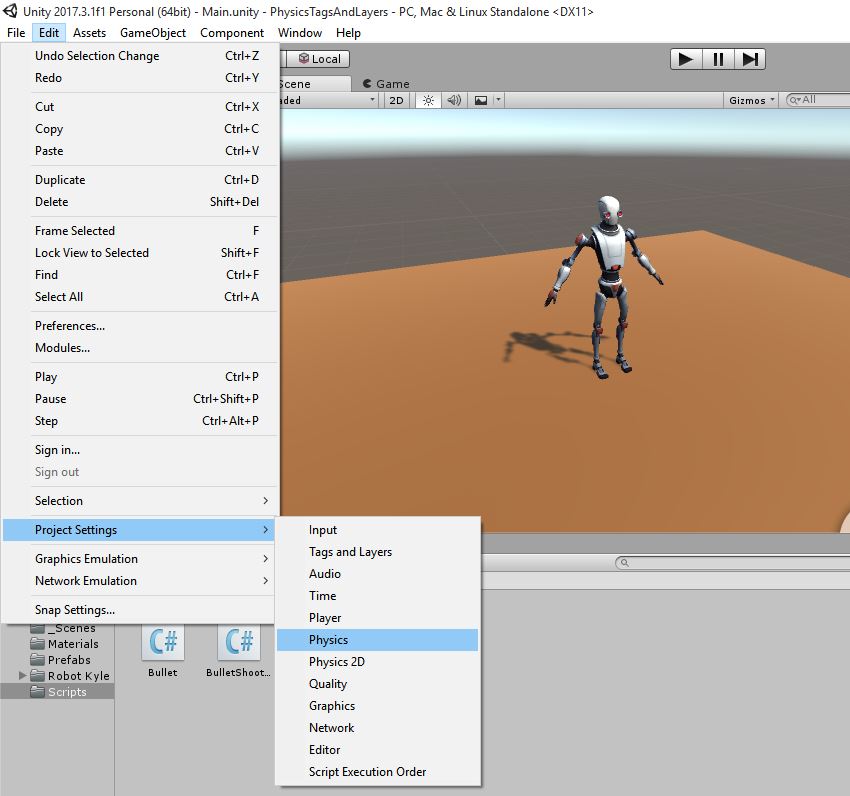 Unity 2017.3.1f1 Personal (64bit) - Main.unity - PhysicsTagsAndLayers - PC, Mac & Linux Standalone <DX11>
File Edit Assets GameObject Component Window Help
Undo Selection Change Ctrl+Z
Redo Ctrl+Y
Cut Ctrl+X
Copy Ctrl+C
Paste Ctrl+V
Duplicate Ctrl+D
Delete Shift+Del
Frame Selected F
Lock View to Selected Shift+F
Find Ctrl+F
Select All Ctrl+A
Preferences...
Modules...
Play Ctrl+P
Pause Ctrl+Shift+P
Step Ctrl+Alt+P
Sign in...
Sign out
Selection
Project Settings
Graphics Emulation
Network Emulation
Snap Settings...
Local
Scene Game
aded 2D Gizmos All
Input
Tags and Layers
Audio
Time
Player
Physics
Physics 2D
Quality
Graphics
Network
Editor
Script Execution Order
_Scenes
Materials
Prefabs
Robot Kyle
Scripts
C# C#
Bullet BulletShoot...